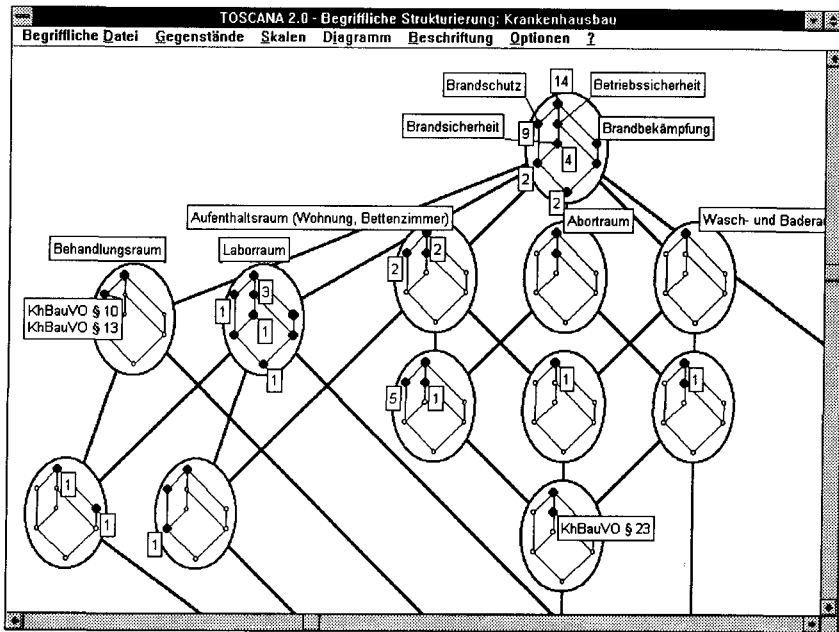 TOSCANA 2.0 - Begriffliche Strukturierung: Krankenhausbau
Begriffliche Datei Gegenstände Skalen Diagramm Beschriftung Optionen ?
14
Brandschutz
Betriebssicherheit
Brandsicherheit
9
Brandbekämpfung
4
2
2
Aufenthaltsraum (Wohnung, Bettenzimmer)
Abortraum
Wasch- und Baderau
Behandlungsraum
Laborraum
2
2
3
KhBauVO § 10
KhBauVO § 13
1
1
1
5
1
1
1
1
1
1
KhBauVO § 23